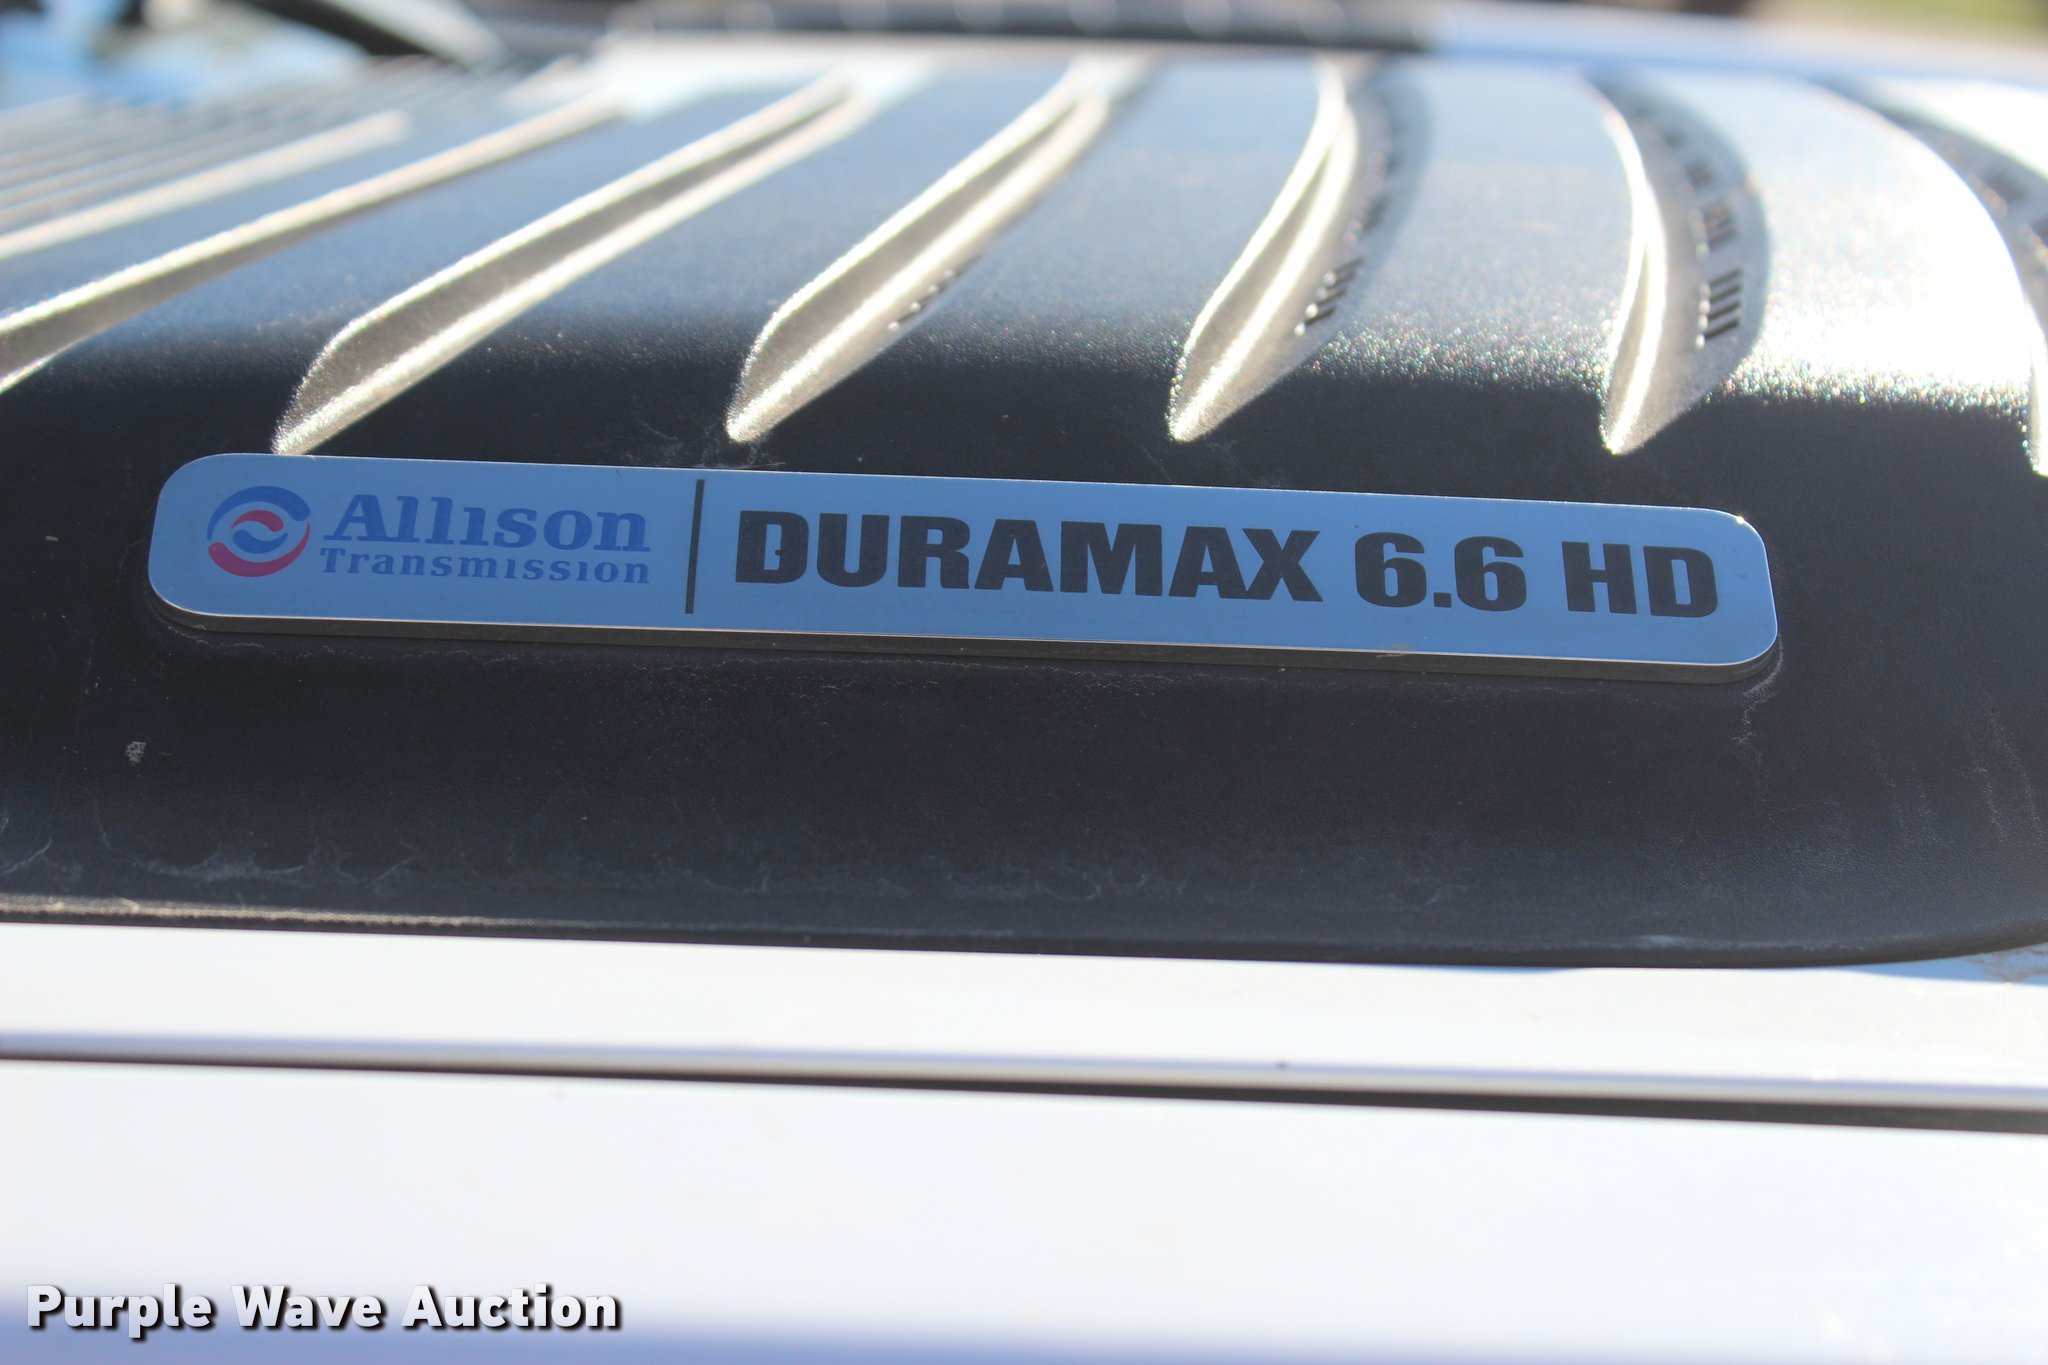 Allison
Transmission
DURAMAX 6.6 HD
Purple Wave Auction